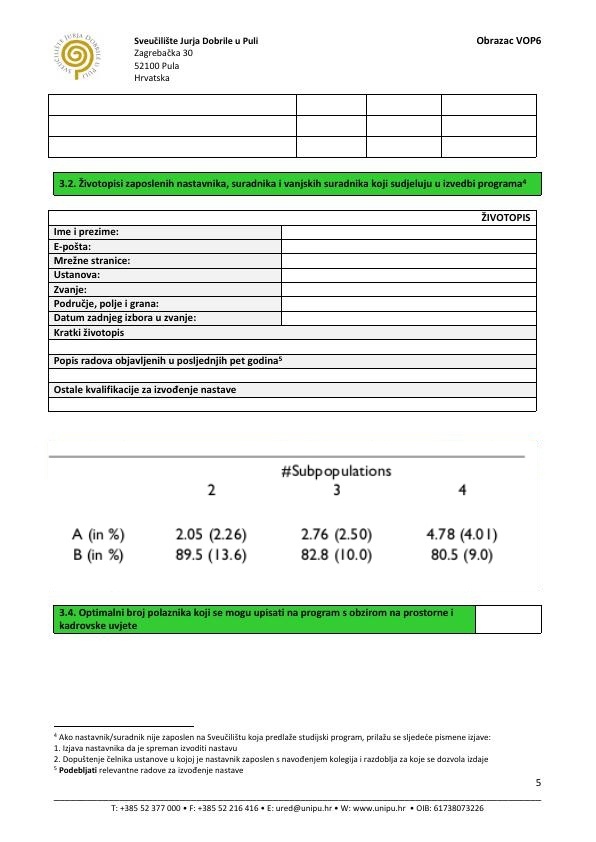 SVEUČILIŠTE JURJA DOBRILE U PULI
Sveučilište Jurja Dobrile u Puli
Zagrebačka 30
52100 Pula
Hrvatska
Obrazac VOP6
3.2. Životopisi zaposlenih nastavnika, suradnika i vanjskih suradnika koji sudjeluju u izvedbi programa⁴
ŽIVOTOPIS
Ime i prezime:
E-pošta:
Mrežne stranice:
Ustanova:
Zvanje:
Područje, polje i grana:
Datum zadnjeg izbora u zvanje:
Kratki životopis
Popis radova objavljenih u posljednjih pet godina⁵
Ostale kvalifikacije za izvođenje nastave
#Subpopulations
2 3 4
A (in %) 2.05 (2.26) 2.76 (2.50) 4.78 (4.01)
B (in %) 89.5 (13.6) 82.8 (10.0) 80.5 (9.0)
3.4. Optimalni broj polaznika koji se mogu upisati na program s obzirom na prostorne i
kadrovske uvjete
⁴ Ako nastavnik/suradnik nije zaposlen na Sveučilištu koja predlaže studijski program, prilažu se sljedeće pismene izjave:
1. Izjava nastavnika da je spreman izvoditi nastavu
2. Dopuštenje čelnika ustanove u kojoj je nastavnik zaposlen s navođenjem kolegija i razdoblja za koje se dozvola izdaje
⁵ Podebljati relevantne radove za izvođenje nastave
5
T: +385 52 377 000 • F: +385 52 216 416 • E: ured@unipu.hr • W: www.unipu.hr • OIB: 61738073226